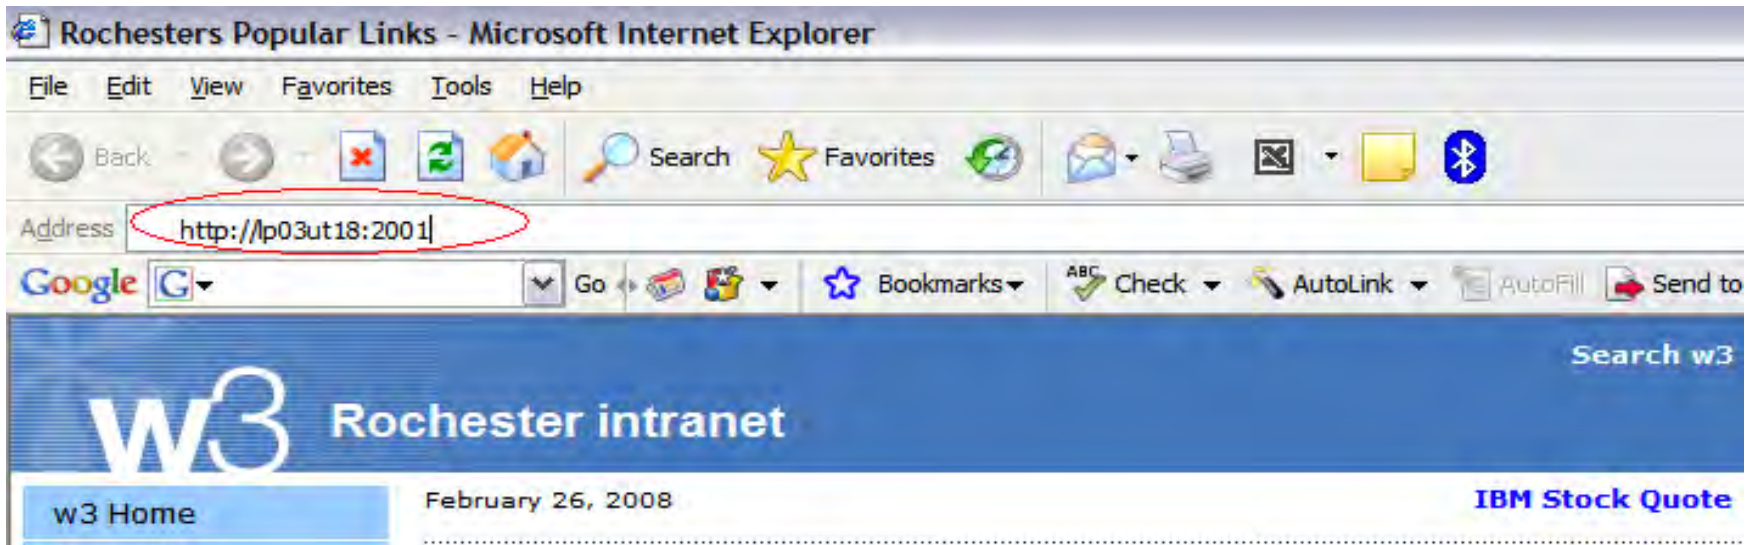 Rochesters Popular Links - Microsoft Internet Explorer
File Edit View Favorites Tools Help
Back Search Favorites
Address http://lp03ut18:2001
Google G Go Bookmarks ABC Check AutoLink AutoFill Send to
Search w3
w3 Rochester intranet
w3 Home February 26, 2008 IBM Stock Quote